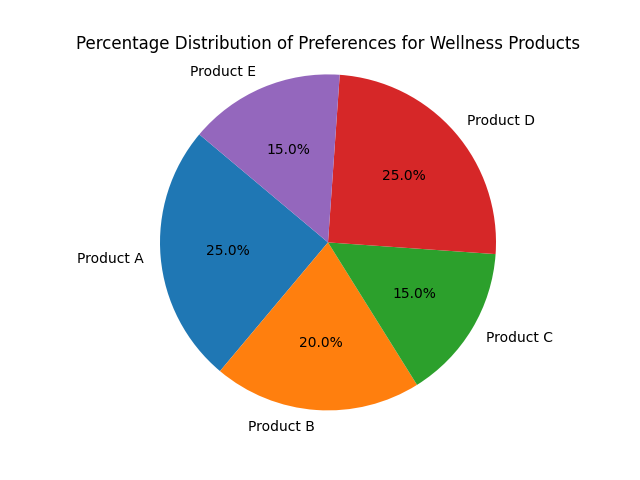 Percentage Distribution of Preferences for Wellness Products
Product E
Product D
15.0%
25.0%
25.0%
Product A
15.0%
20.0%
Product C
Product B